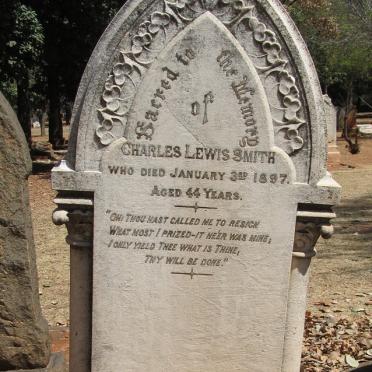 Sacred to the Memory
of
CHARLES LEWIS SMITH
WHO DIED JANUARY 3RD 1897.
AGED 44 YEARS.
"OH! THOU HAST CALLED ME TO RESIGN
WHAT MOST I PRIZED-IT NE'ER WAS MINE;
I ONLY YIELD THEE WHAT IS THINE;
THY WILL BE DONE."